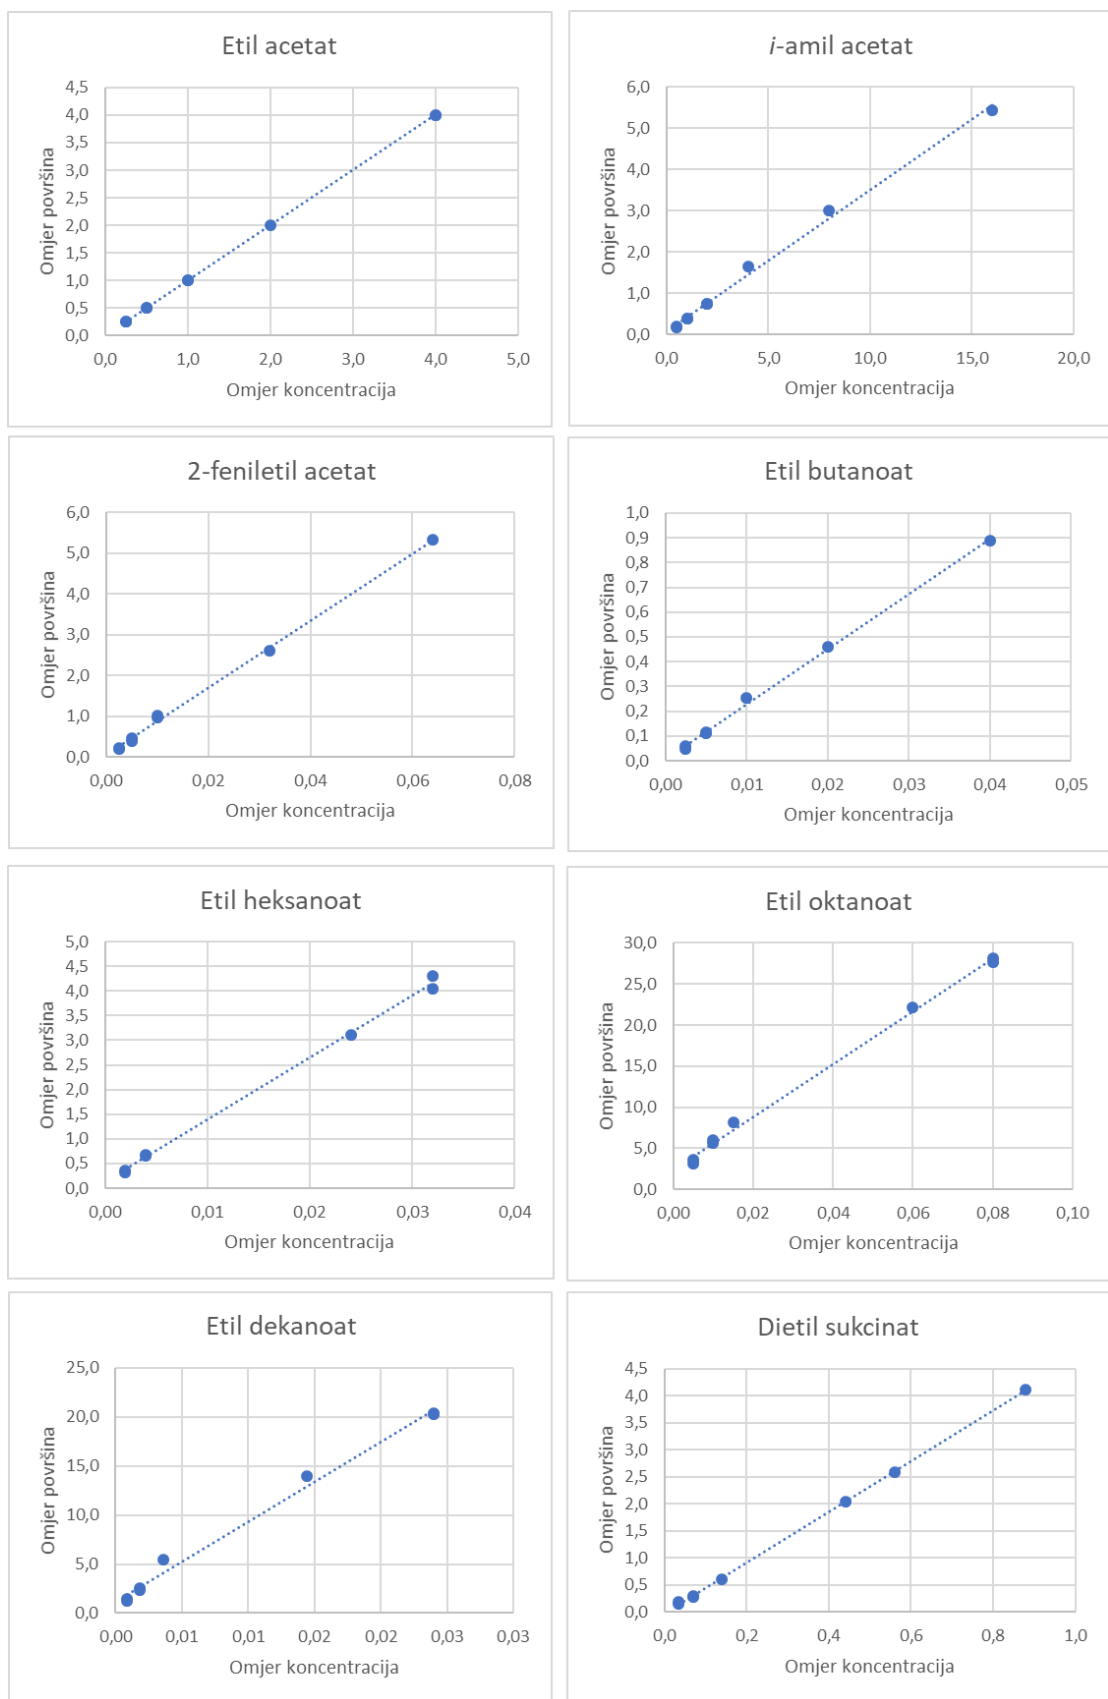 Etil acetat
4,5
4,0
3,5
3,0
2,5
2,0
1,5
1,0
0,5
0,0
0,0 1,0 2,0 3,0 4,0 5,0
Omjer površina
Omjer koncentracija
i-amil acetat
6,0
5,0
4,0
3,0
2,0
1,0
0,0
0,0 5,0 10,0 15,0 20,0
Omjer površina
Omjer koncentracija
2-feniletil acetat
6,0
5,0
4,0
3,0
2,0
1,0
0,0
0,00 0,02 0,04 0,06 0,08
Omjer površina
Omjer koncentracija
Etil butanoat
1,0
0,9
0,8
0,7
0,6
0,5
0,4
0,3
0,2
0,1
0,0
0,00 0,01 0,02 0,03 0,04 0,05
Omjer površina
Omjer koncentracija
Etil heksanoat
5,0
4,5
4,0
3,5
3,0
2,5
2,0
1,5
1,0
0,5
0,0
0,00 0,01 0,02 0,03 0,04
Omjer površina
Omjer koncentracija
Etil oktanoat
30,0
25,0
20,0
15,0
10,0
5,0
0,0
0,00 0,02 0,04 0,06 0,08 0,10
Omjer površina
Omjer koncentracija
Etil dekanoat
25,0
20,0
15,0
10,0
5,0
0,0
0,00 0,01 0,01 0,02 0,02 0,03 0,03
Omjer površina
Omjer koncentracija
Dietil sukcinat
4,5
4,0
3,5
3,0
2,5
2,0
1,5
1,0
0,5
0,0
0,0 0,2 0,4 0,6 0,8 1,0
Omjer površina
Omjer koncentracija